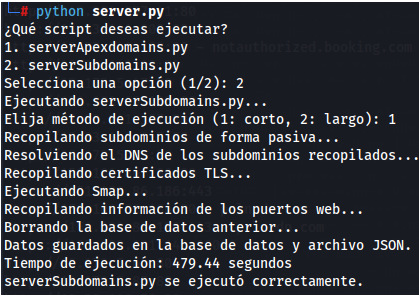 # python server.py
¿Qué script deseas ejecutar?
1. serverApexdomains.py
2. serverSubdomains.py
Selecciona una opción (1/2): 2
Ejecutando serverSubdomains.py...
Elija método de ejecución (1: corto, 2: largo): 1
Recopilando subdominios de forma pasiva...
Resolviendo el DNS de los subdominios recopilados...
Recopilando certificados TLS...
Ejecutando Smap...
Recopilando información de los puertos web...
Borrando la base de datos anterior...
Datos guardados en la base de datos y archivo JSON.
Tiempo de ejecución: 479.44 segundos
serverSubdomains.py se ejecutó correctamente.